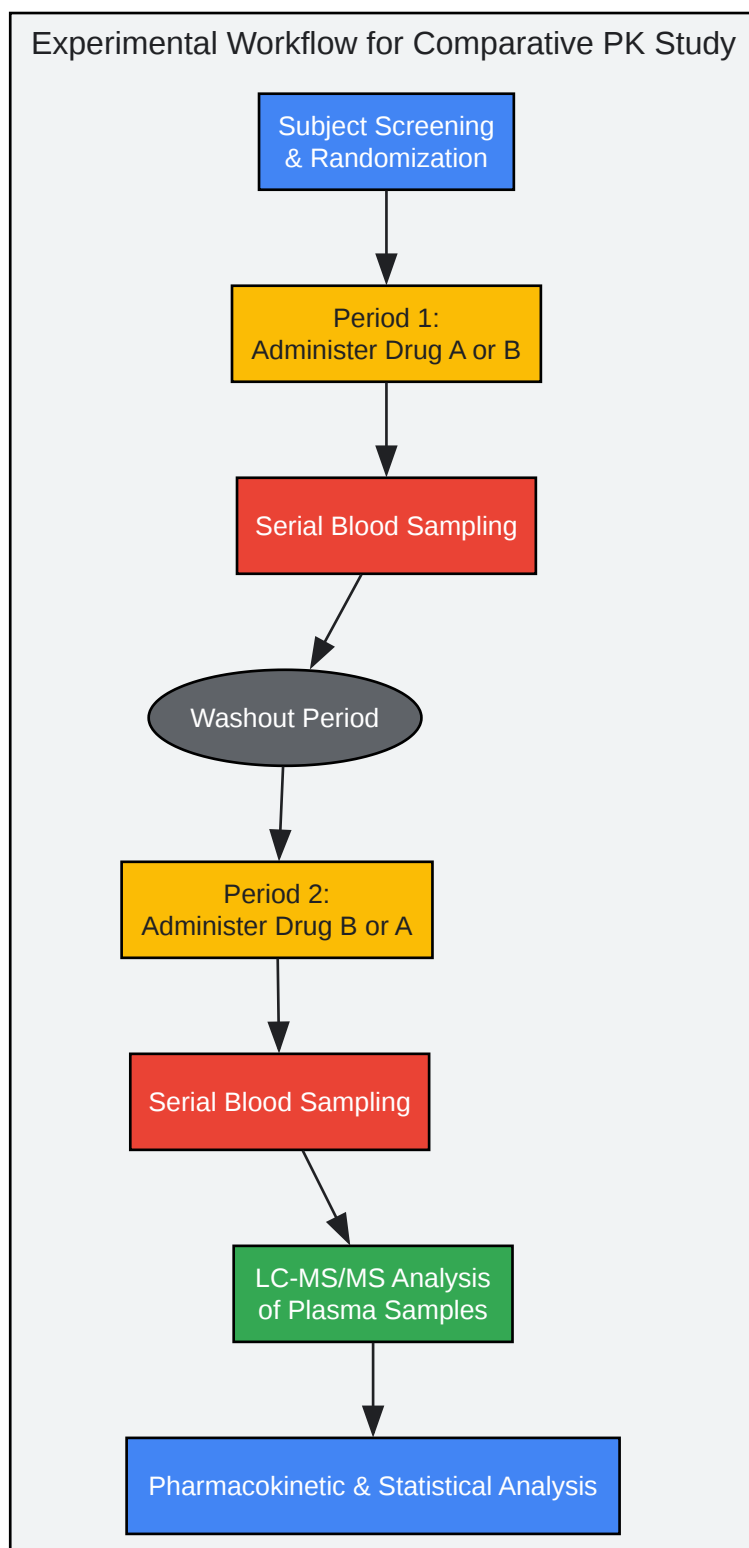 Experimental Workflow for Comparative PK Study
Subject Screening
& Randomization
Period 1:
Administer Drug A or B
Serial Blood Sampling
Washout Period
Period 2:
Administer Drug B or A
Serial Blood Sampling
LC-MS/MS Analysis
of Plasma Samples
Pharmacokinetic & Statistical Analysis